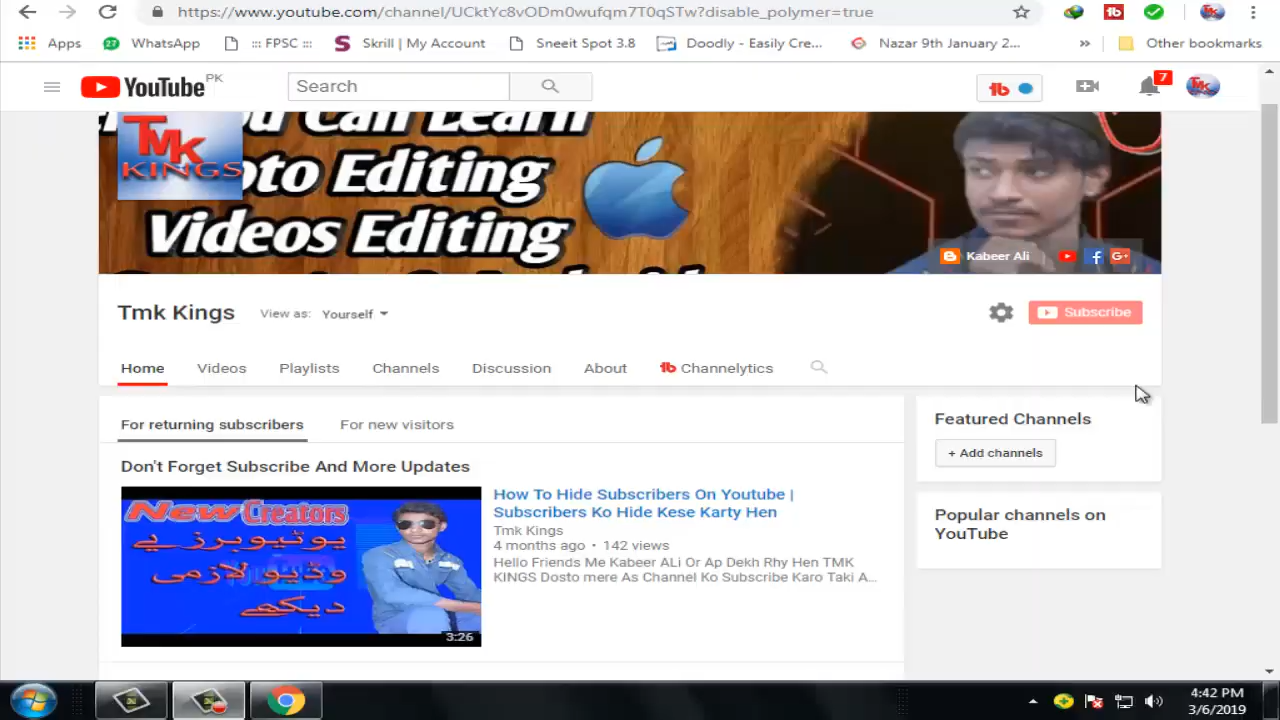 https://www.youtube.com/channel/UCktYc8vODm0wufqm7T0qSTw?disable_polymer=true
Apps
27 WhatsApp
::: FPSC :::
S Skrill | My Account
Sneeit Spot 3.8
Doodly - Easily Cre...
Nazar 9th January 2...
»
Other bookmarks
YouTube PK
Search
7
You Can Learn
Photo Editing
Videos Editing
TMK
KINGS
Kabeer Ali
Tmk Kings
View as: Yourself
Subscribe
Home
Videos
Playlists
Channels
Discussion
About
Channelytics
For returning subscribers
For new visitors
Don't Forget Subscribe And More Updates
New Creators
یوٹیوبرز یے
وڈیو لازمی
دیکھے
3:26
How To Hide Subscribers On Youtube |
Subscribers Ko Hide Kese Karty Hen
Tmk Kings
4 months ago • 142 views
Hello Friends Me Kabeer ALi Or Ap Dekh Rhy Hen TMK
KINGS Dosto mere As Channel Ko Subscribe Karo Taki A...
Featured Channels
+ Add channels
Popular channels on
YouTube
4:42 PM
3/6/2019